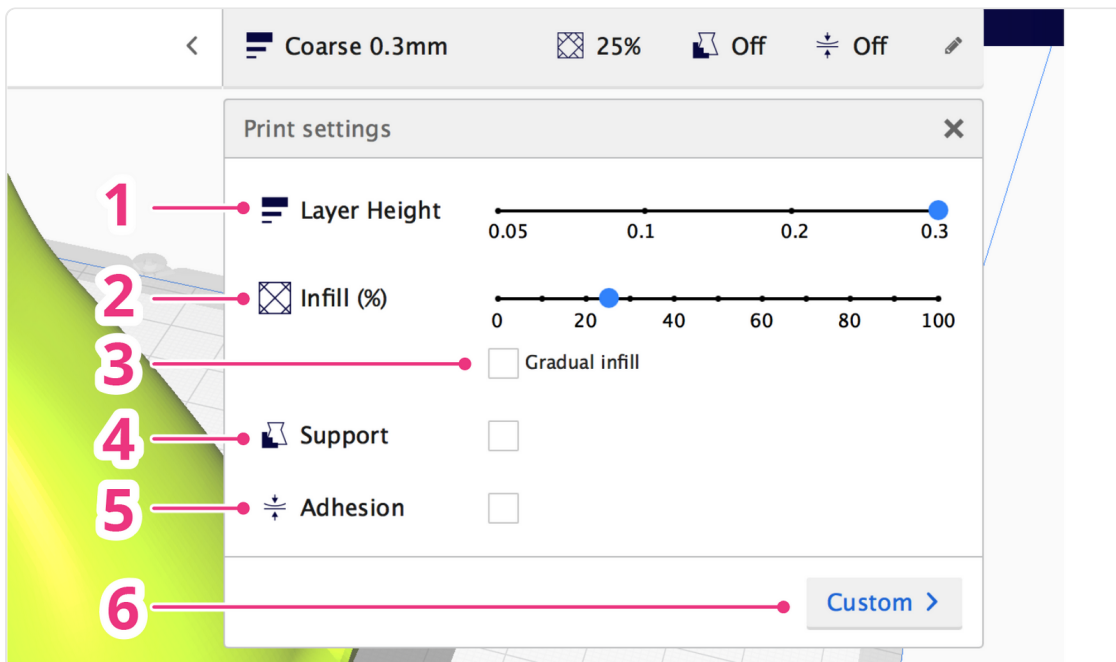 Coarse 0.3mm 25% Off Off
Print settings
1 Layer Height
0.05 0.1 0.2 0.3
2 Infill (%)
0 20 40 60 80 100
3 Gradual infill
4 Support
5 Adhesion
6 Custom